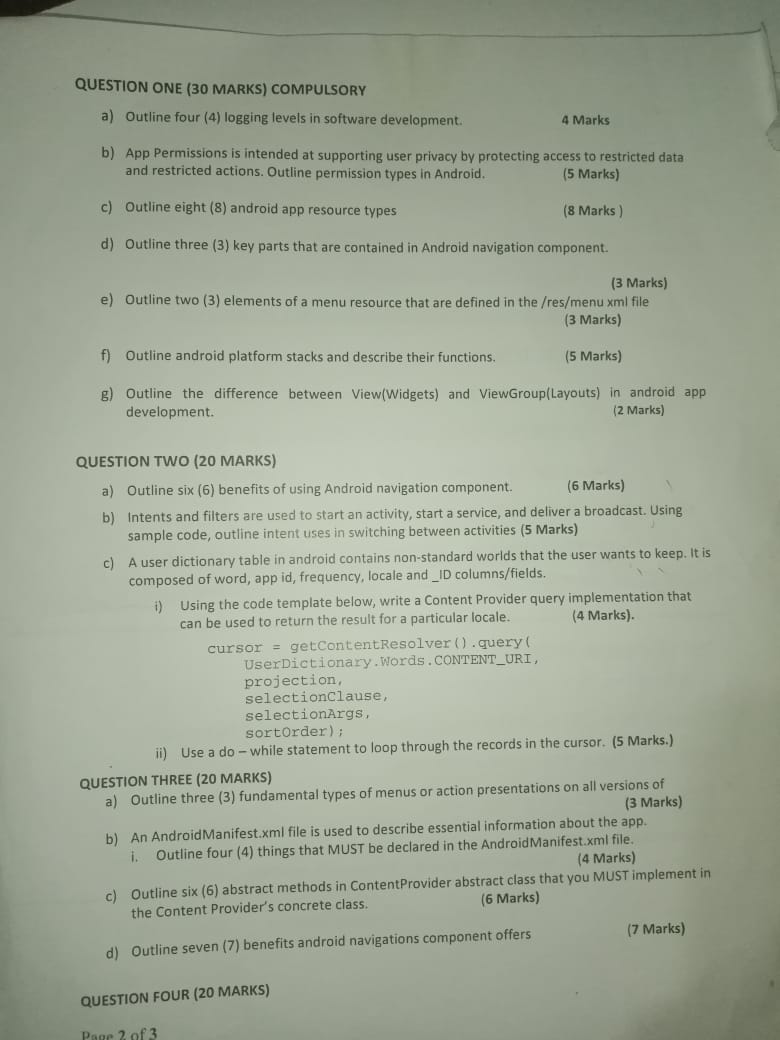 QUESTION ONE (30 MARKS) COMPULSORY
a) Outline four (4) logging levels in software development. 4 Marks
b) App Permissions is intended at supporting user privacy by protecting access to restricted data
and restricted actions. Outline permission types in Android. (5 Marks)
c) Outline eight (8) android app resource types (8 Marks )
d) Outline three (3) key parts that are contained in Android navigation component.
(3 Marks)
e) Outline two (3) elements of a menu resource that are defined in the /res/menu xml file
(3 Marks)
f) Outline android platform stacks and describe their functions. (5 Marks)
g) Outline the difference between View(Widgets) and ViewGroup(Layouts) in android app
development. (2 Marks)
QUESTION TWO (20 MARKS)
a) Outline six (6) benefits of using Android navigation component. (6 Marks)
b) Intents and filters are used to start an activity, start a service, and deliver a broadcast. Using
sample code, outline intent uses in switching between activities (5 Marks)
c) A user dictionary table in android contains non-standard worlds that the user wants to keep. It is
composed of word, app id, frequency, locale and _ID columns/fields.
i) Using the code template below, write a Content Provider query implementation that
can be used to return the result for a particular locale. (4 Marks).
cursor = getContentResolver().query(
UserDictionary.Words.CONTENT_URI,
projection,
selectionClause,
selectionArgs,
sortOrder);
ii) Use a do – while statement to loop through the records in the cursor. (5 Marks.)
QUESTION THREE (20 MARKS)
a) Outline three (3) fundamental types of menus or action presentations on all versions of
(3 Marks)
b) An AndroidManifest.xml file is used to describe essential information about the app.
i. Outline four (4) things that MUST be declared in the AndroidManifest.xml file.
(4 Marks)
c) Outline six (6) abstract methods in ContentProvider abstract class that you MUST implement in
the Content Provider's concrete class. (6 Marks)
d) Outline seven (7) benefits android navigations component offers (7 Marks)
QUESTION FOUR (20 MARKS)
Page 2 of 3